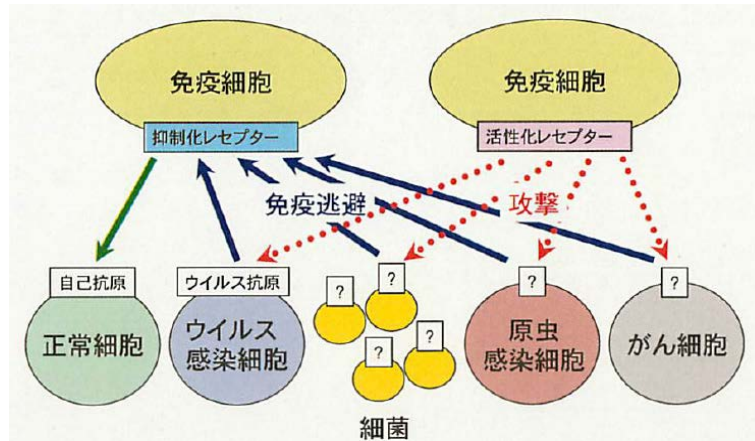 免疫細胞
免疫細胞
抑制化レセプター
活性化レセプター
免疫逃避
攻撃
自己抗原
ウイルス抗原
?
?
?
?
?
?
正常細胞
ウイルス
感染細胞
原虫
感染細胞
がん細胞
細菌